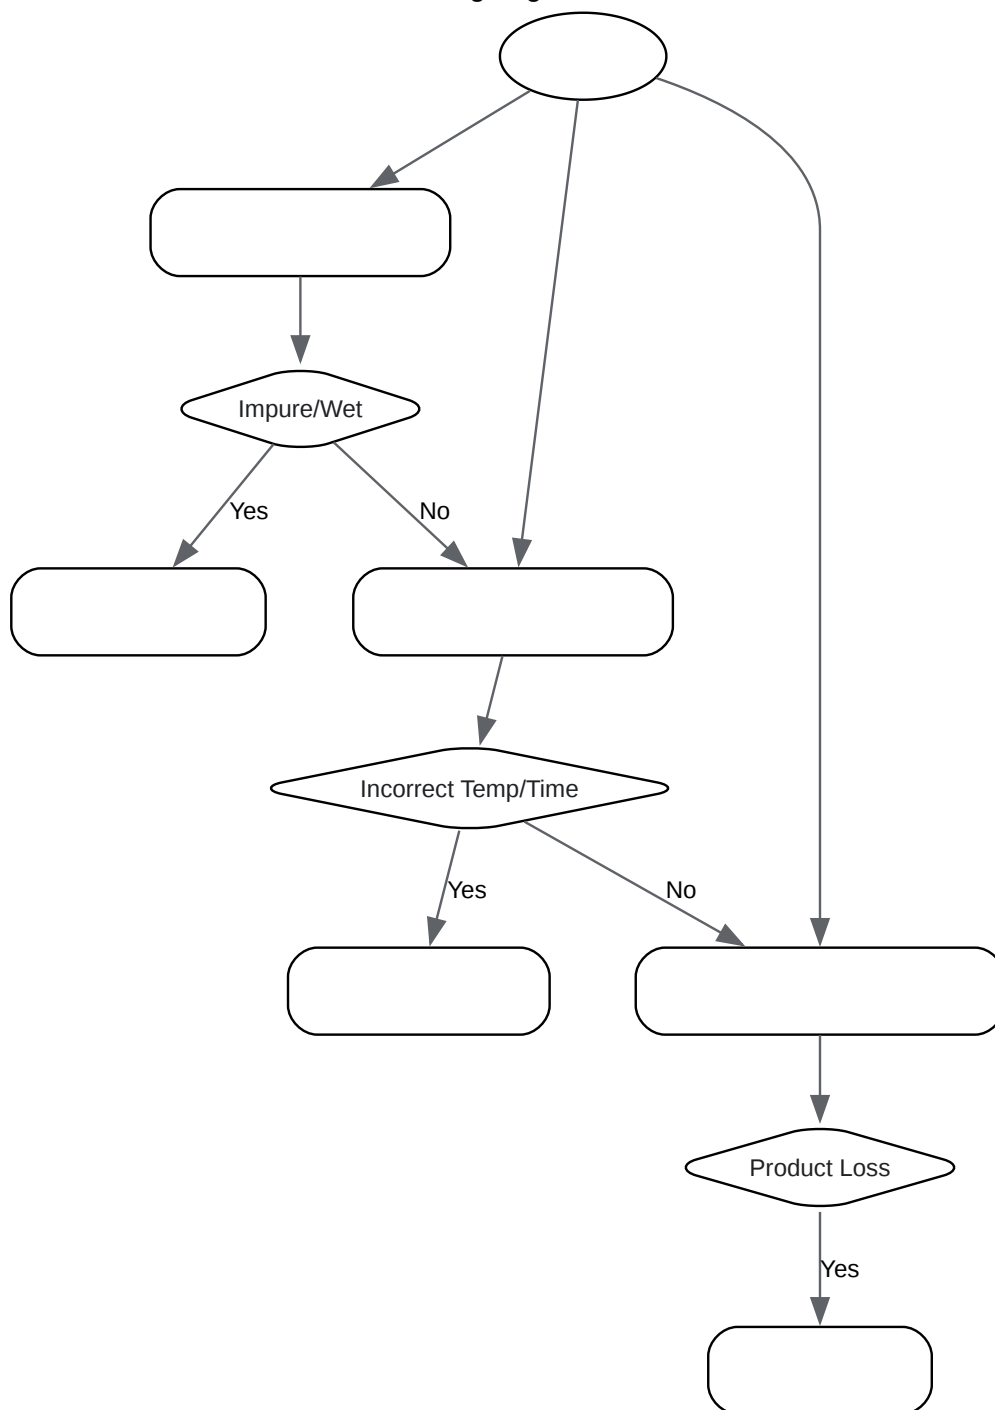 Impure/Wet
Yes
No
Incorrect Temp/Time
Yes
No
Product Loss
Yes